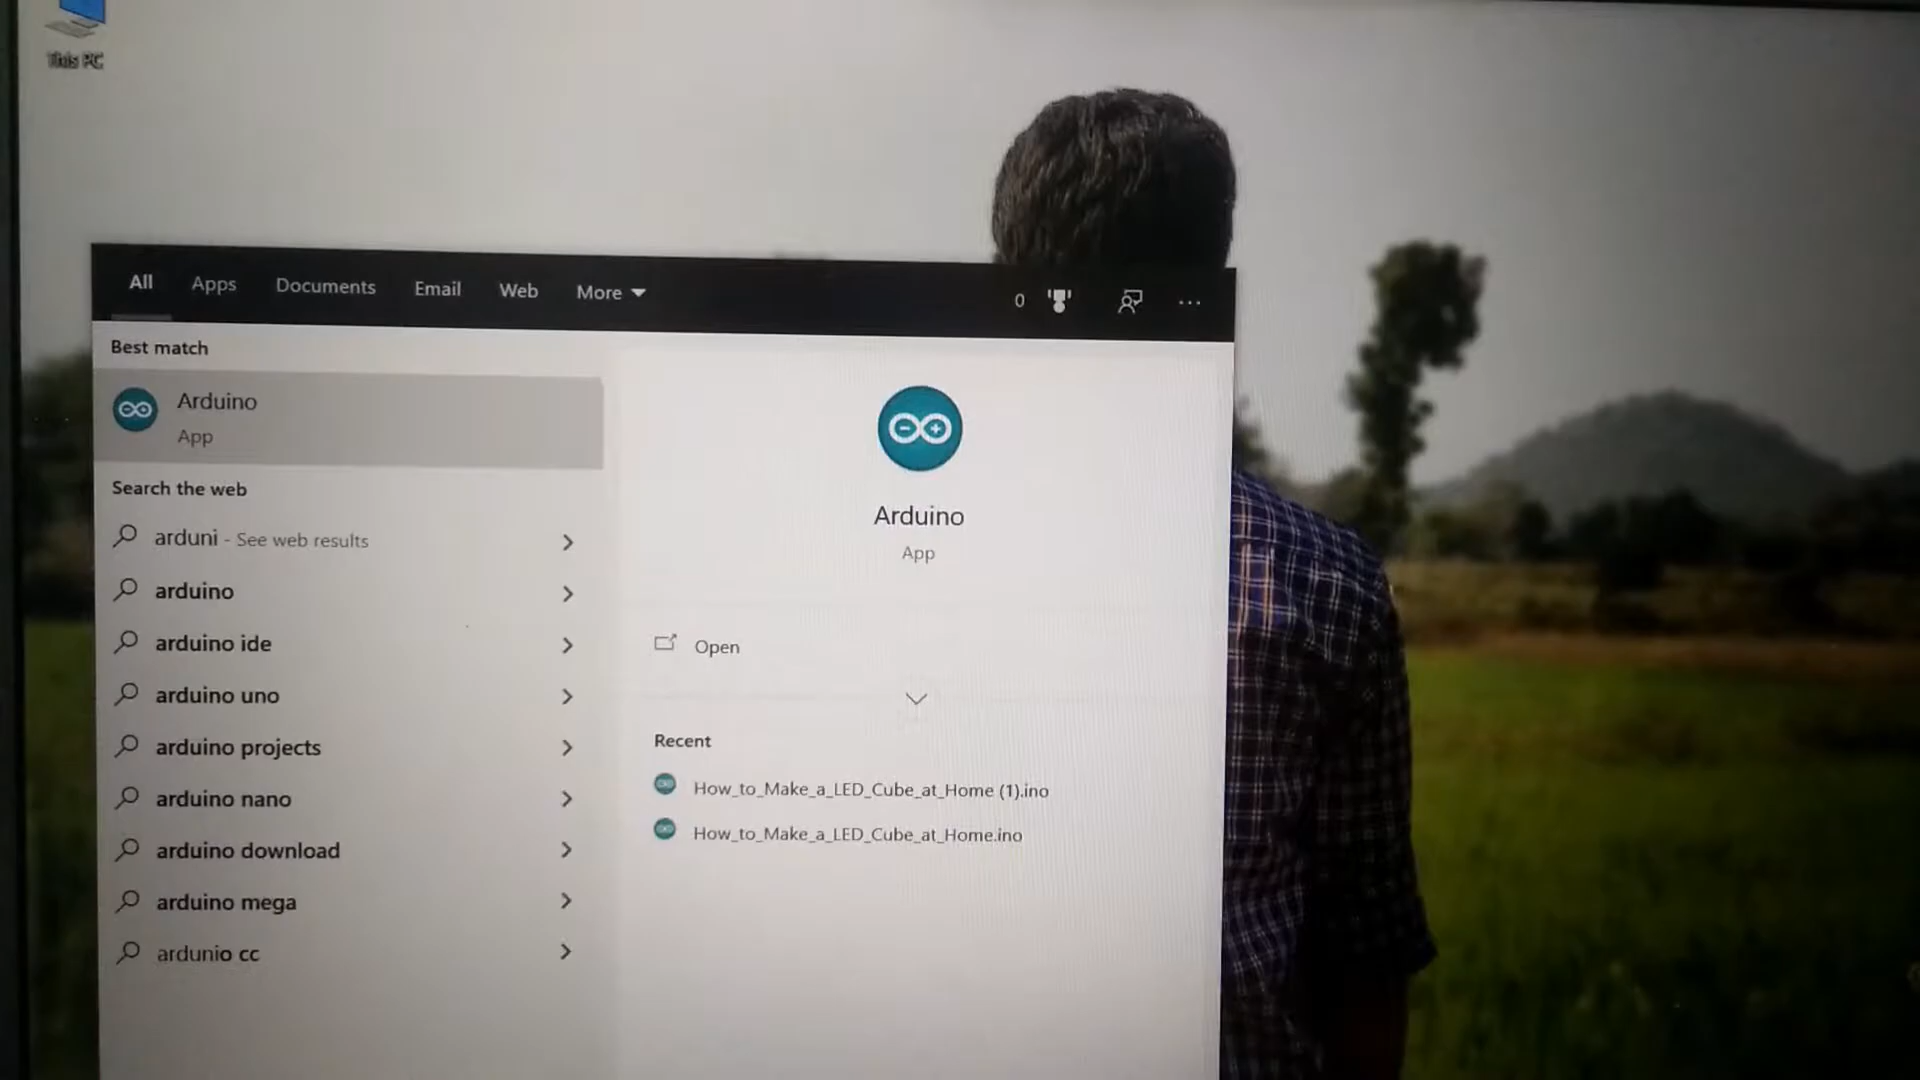 This PC
All Apps Documents Email Web More 0 ...
Best match
Arduino
App
Search the web
arduni - See web results
arduino
arduino ide
arduino uno
arduino projects
arduino nano
arduino download
arduino mega
ardunio cc
Arduino
App
Open
Recent
How_to_Make_a_LED_Cube_at_Home (1).ino
How_to_Make_a_LED_Cube_at_Home.ino